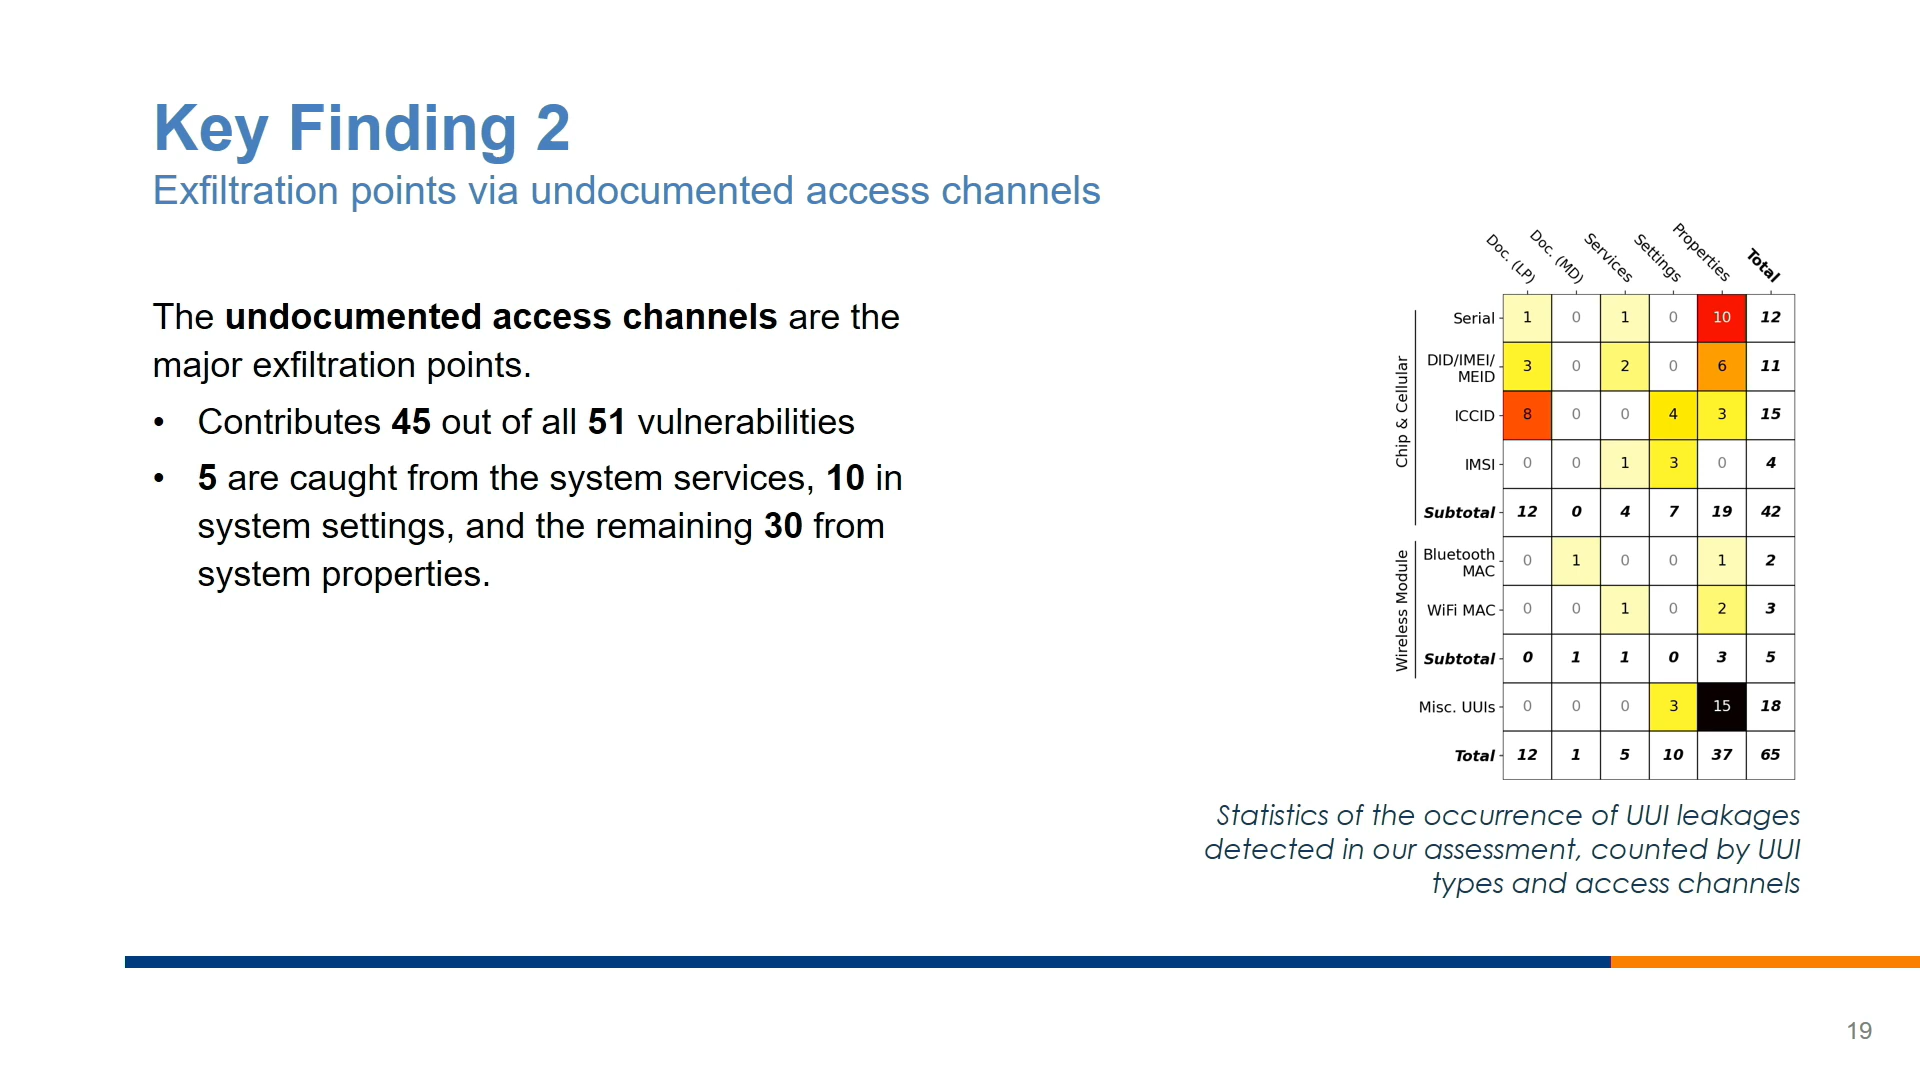 Key Finding 2
Exfiltration points via undocumented access channels
The undocumented access channels are the
major exfiltration points.
• Contributes 45 out of all 51 vulnerabilities
• 5 are caught from the system services, 10 in
system settings, and the remaining 30 from
system properties.
Doc. (LP) Doc. (MD) Services Settings Properties Total
Chip & Cellular
Serial 1 0 1 0 10 12
DID/IMEI/
MEID 3 0 2 0 6 11
ICCID 8 0 0 4 3 15
IMSI 0 0 1 3 0 4
Subtotal 12 0 4 7 19 42
Wireless Module
Bluetooth
MAC 0 1 0 0 1 2
WiFi MAC 0 0 1 0 2 3
Subtotal 0 1 1 0 3 5
Misc. UUIs 0 0 0 3 15 18
Total 12 1 5 10 37 65
Statistics of the occurrence of UUI leakages
detected in our assessment, counted by UUI
types and access channels
19